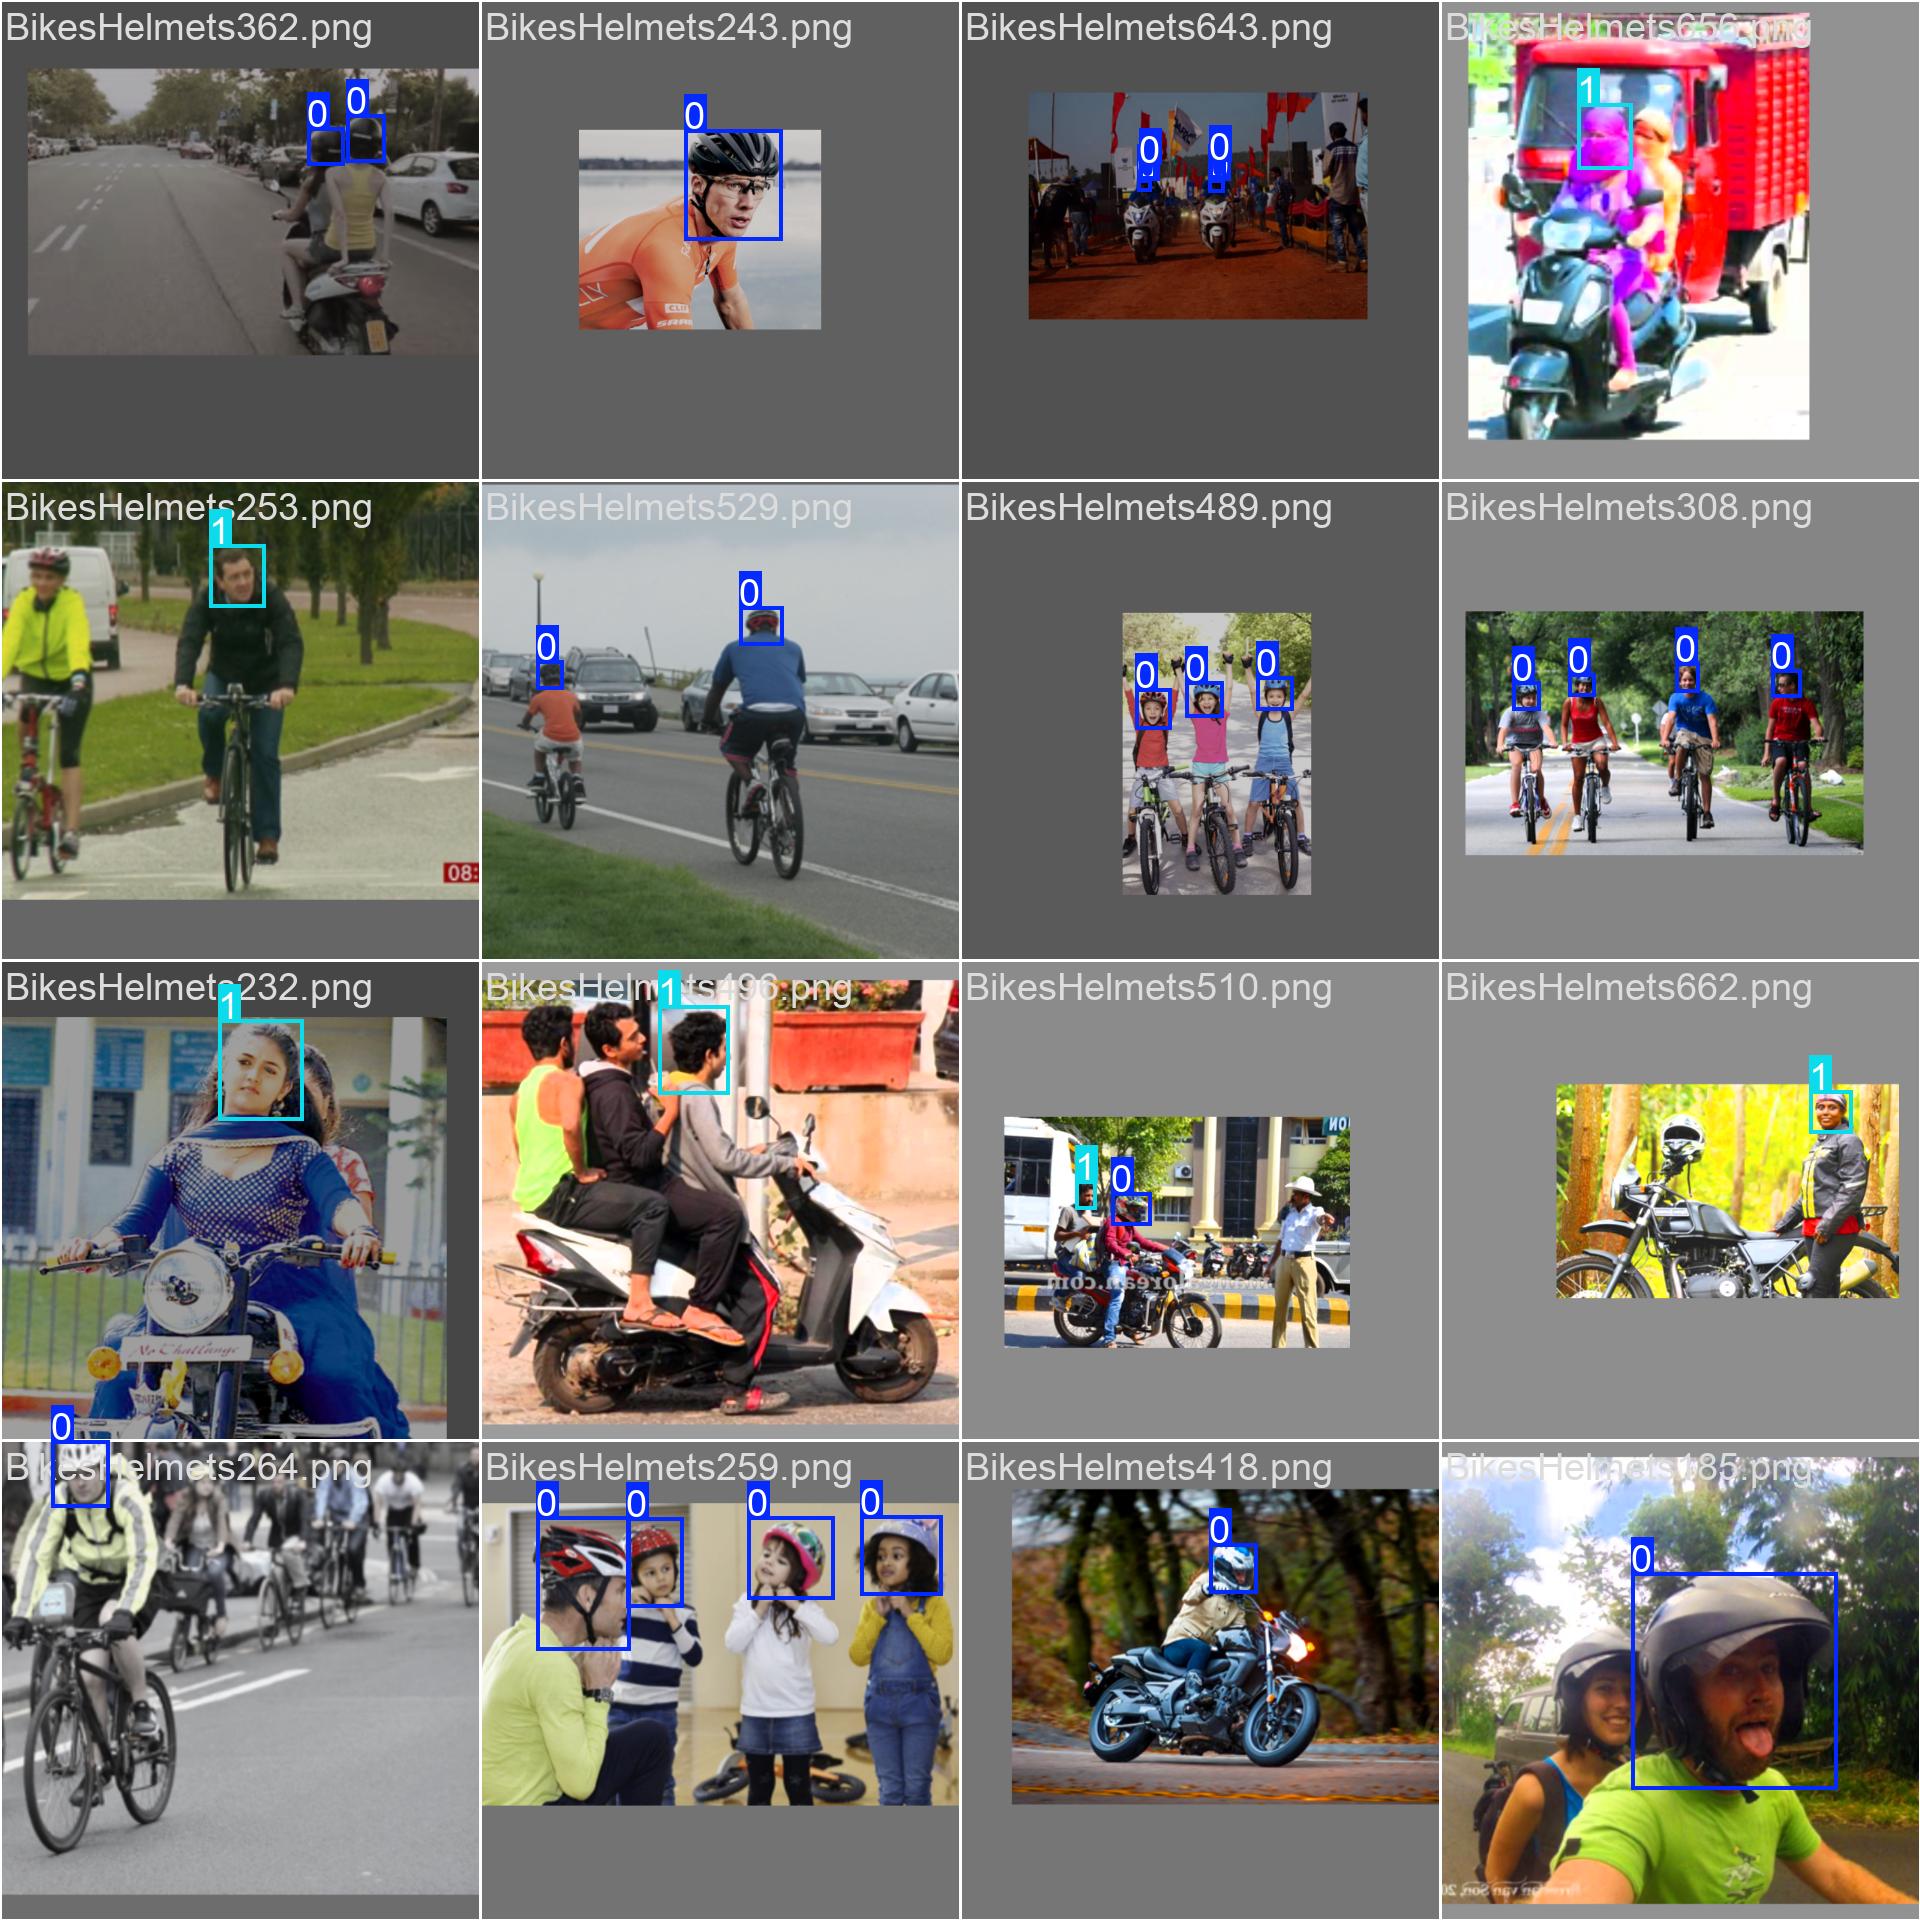 BikesHelmets362.png
0
0
BikesHelmets243.png
0
CLIF
BikesHelmets643.png
0
0
BikesHelmets656.png
1
BikesHelmets253.png
1
08:
BikesHelmets529.png
0
0
BikesHelmets489.png
0
0
0
BikesHelmets308.png
0
0
0
0
BikesHelmets232.png
1
No Challange
BikesHelmets496.png
1
BikesHelmets510.png
1
0
BikesHelmets662.png
1
BikesHelmets264.png
0
BikesHelmets259.png
0
0
0
0
BikesHelmets418.png
0
BikesHelmets185.png
0